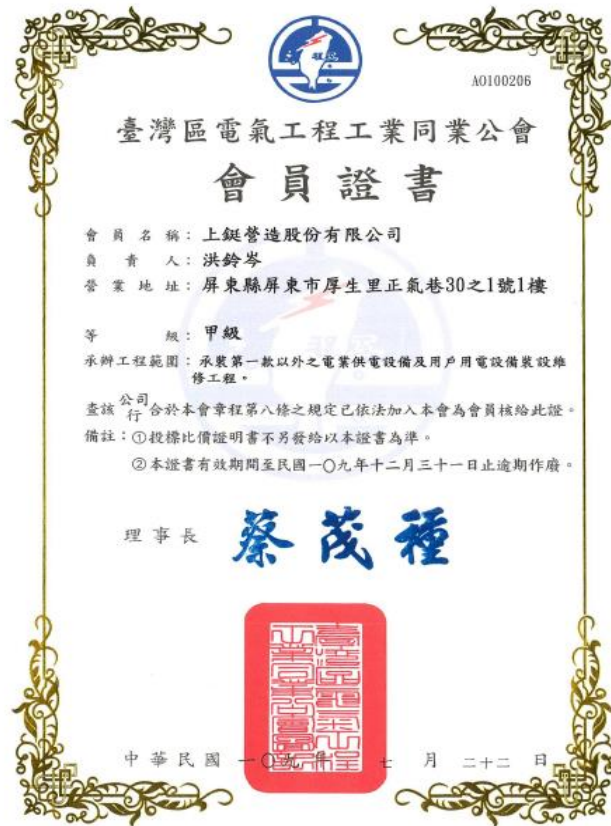 AO100206
臺灣區電氣工程工業同業公會
會員證書
會員名稱：上鋌營造股份有限公司
負責人：洪鈴岑
營業地址：屏東縣屏東市厚生里正氣巷30之1號1樓
等級：甲級
承辦工程範圍：承裝第一款以外之電業供電設備及用戶用電設備裝設維
修工程。
查該公司行合於本會章程第八條之規定已依法加入本會為會員核給此證。
備註：①投標比價證明書不另發給以本證書為準。
②本證書有效期間至民國一〇九年十二月三十一日止逾期作廢。
理事長 蔡茂種
中華民國一〇九年七月二十二日